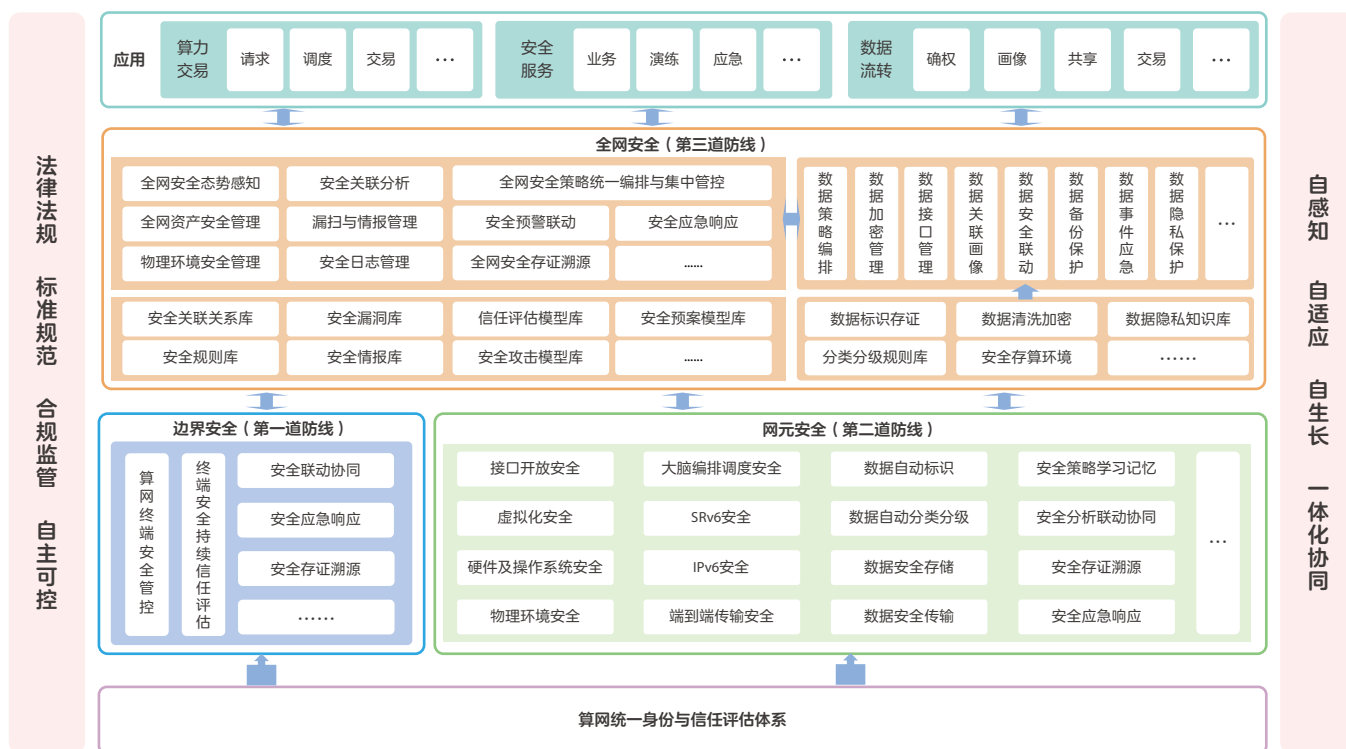 法律法规
标准规范
合规监管
自主可控
应用
算力
交易
请求
调度
交易
...
安全
服务
业务
演练
应急
...
数据
流转
确权
画像
共享
交易
...
全网安全（第三道防线）
全网安全态势感知
安全关联分析
全网安全策略统一编排与集中管控
全网资产安全管理
漏扫与情报管理
安全预警联动
安全应急响应
物理环境安全管理
安全日志管理
全网安全存证溯源
......
数据策略编排
数据加密管理
数据接口管理
数据关联画像
数据安全联动
数据备份保护
数据事件应急
数据隐私保护
...
安全关联关系库
安全漏洞库
信任评估模型库
安全预案模型库
安全规则库
安全情报库
安全攻击模型库
......
数据标识存证
数据清洗加密
数据隐私知识库
分类分级规则库
安全存算环境
......
边界安全（第一道防线）
算网终端安全管控
终端安全持续信任评估
安全联动协同
安全应急响应
安全存证溯源
......
网元安全（第二道防线）
接口开放安全
大脑编排调度安全
数据自动标识
安全策略学习记忆
虚拟化安全
SRv6安全
数据自动分类分级
安全分析联动协同
硬件及操作系统安全
IPv6安全
数据安全存储
安全存证溯源
物理环境安全
端到端传输安全
数据安全传输
安全应急响应
...
算网统一身份与信任评估体系
自感知
自适应
自生长
一体化协同